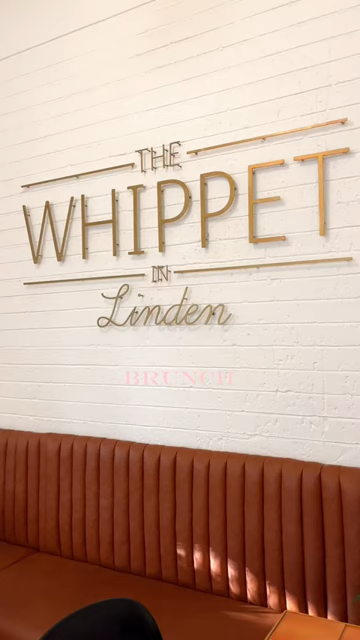 THE
WHIPPET
IN
Linden
BRUNCH